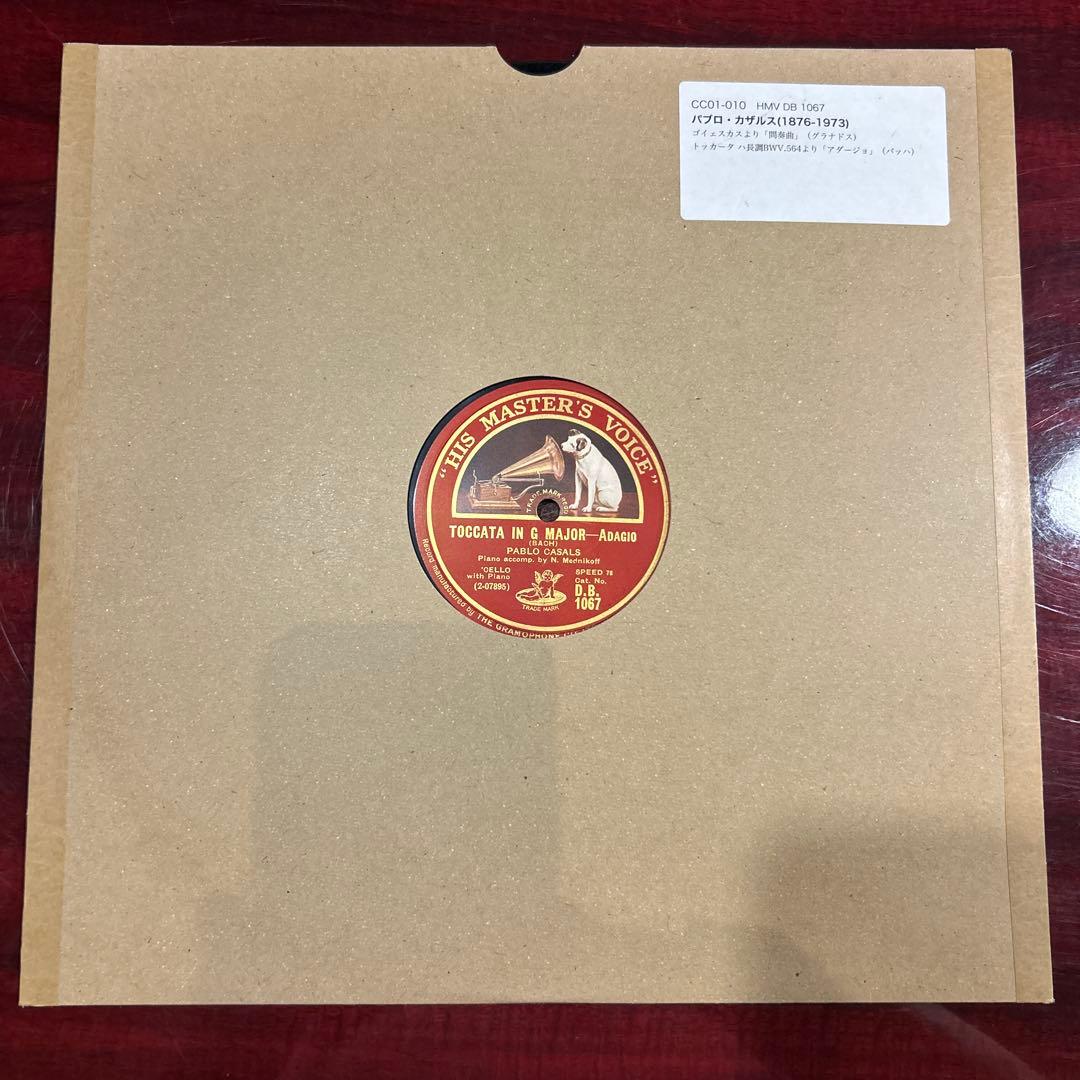 CC01-010 HMV DB 1067
パブロ・カザルス(1876-1973)
ゴイェスカスより「間奏曲」(グラナドス)
トッカータ ハ長調BWV.564より「アダージョ」(バッハ)
"HIS MASTER'S VOICE"
TRADE MARK REGD
TOCCATA IN G MAJOR—ADAGIO
(BACH)
PABLO CASALS
Piano accomp. by N. Mednikoff
'CELLO
with Piano
(2-07895)
SPEED 78
Cat. No.
D.B.
1067
TRADE MARK
Record manufactured by THE GRAMOPHONE